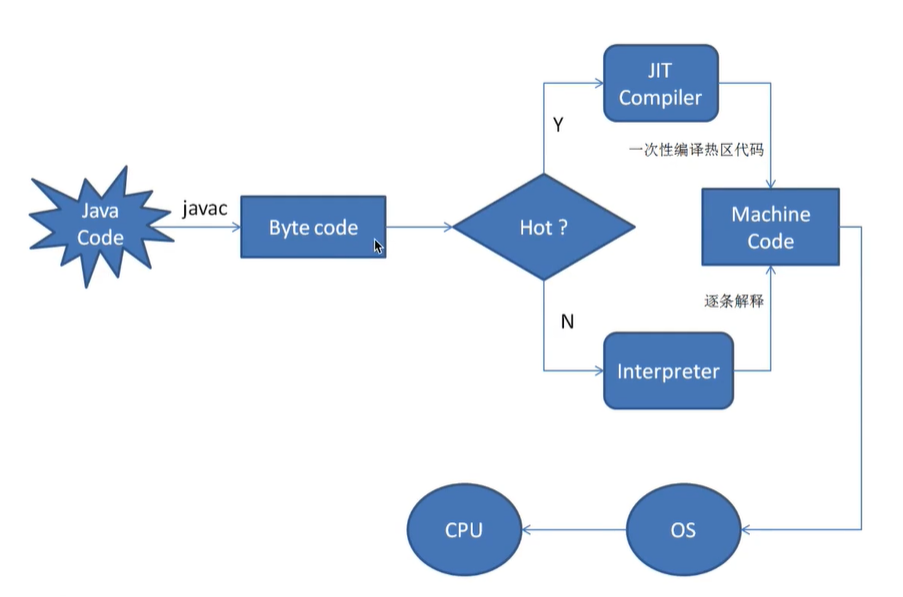 Java
Code
javac
Byte code
Hot ?
Y
JIT
Compiler
一次性编译热区代码
Machine
Code
N
逐条解释
Interpreter
CPU
OS